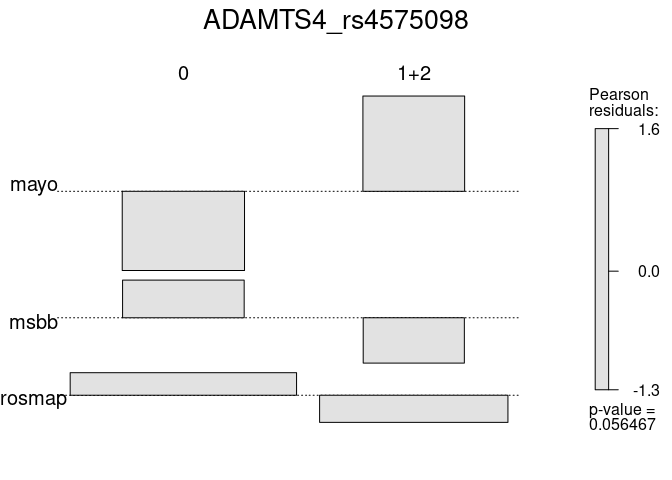 ADAMTS4_rs4575098
0
1+2
Pearson
residuals:
1.6
mayo
0.0
msbb
-1.3
rosmap
p-value =
0.056467